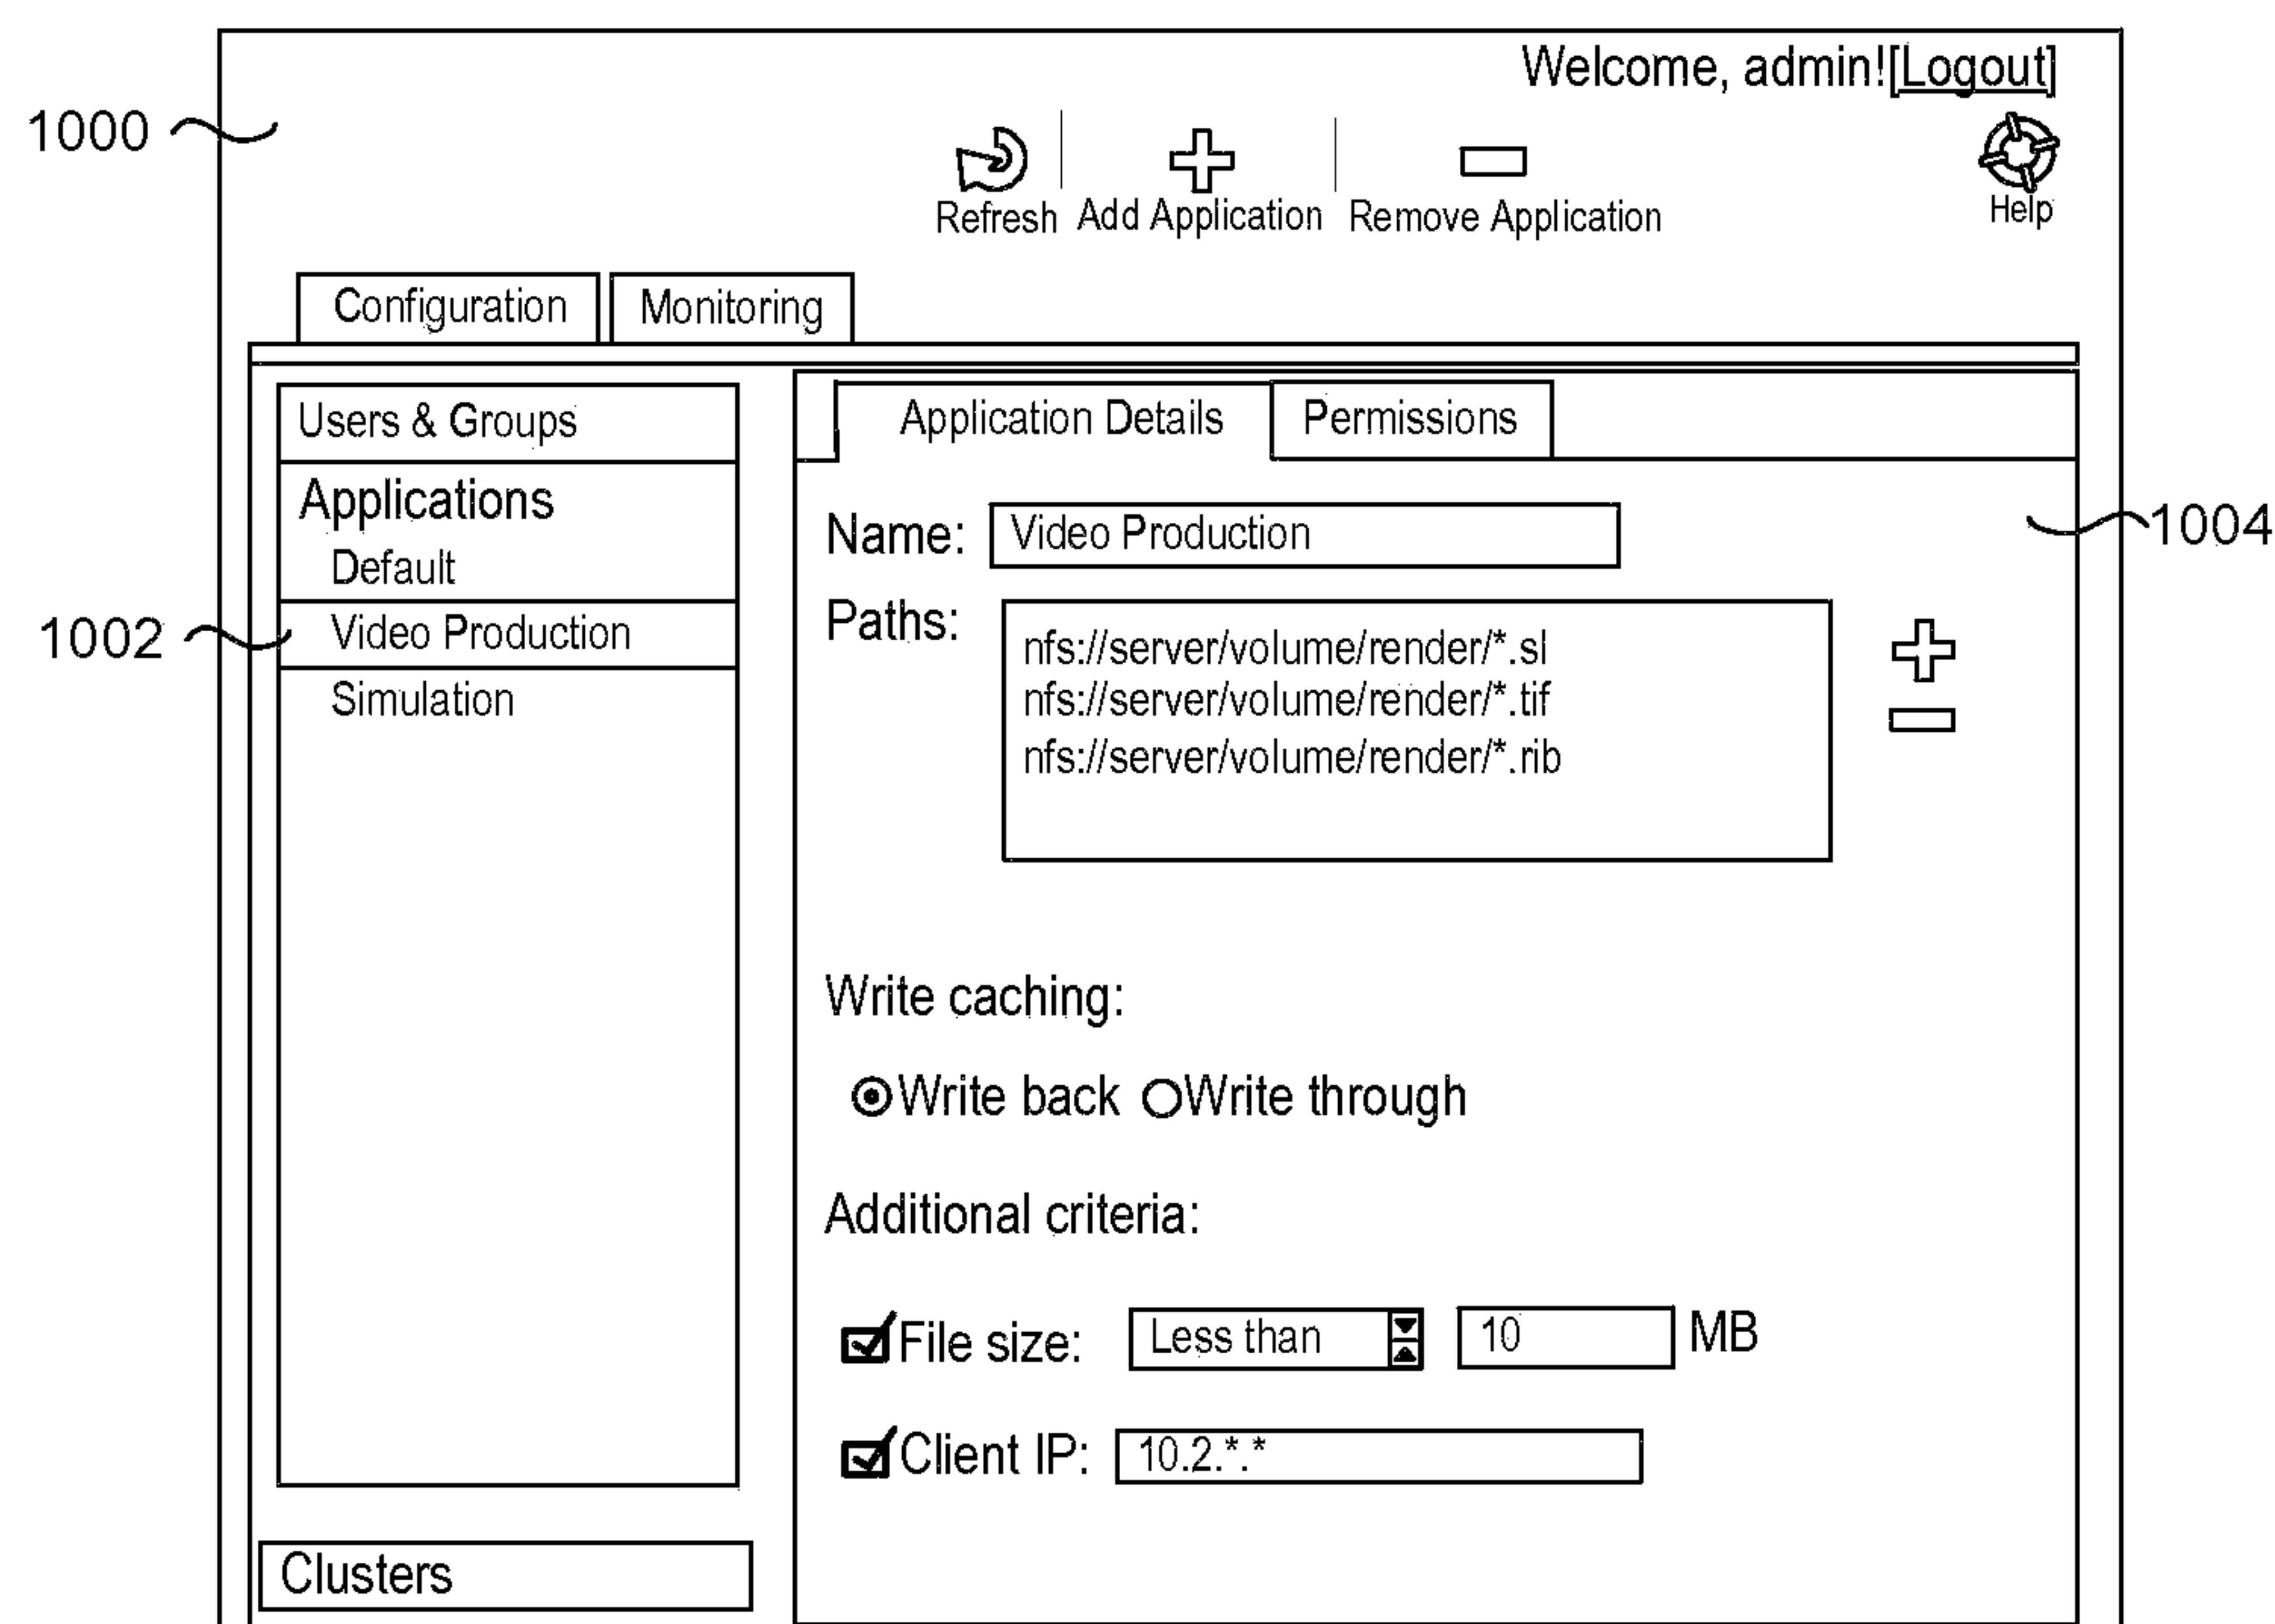 Welcome, admin![Logout]
1000
Refresh Add Application Remove Application Help
Configuration Monitoring
Users & Groups
Applications
Default
1002 Video Production
Simulation
Clusters
Application Details Permissions
1004
Name: Video Production
Paths:
nfs://server/volume/render/*.sl
nfs://server/volume/render/*.tif
nfs://server/volume/render/*.rib
Write caching:
Write back Write through
Additional criteria:
File size: Less than 10 MB
Client IP: 10.2.*.*